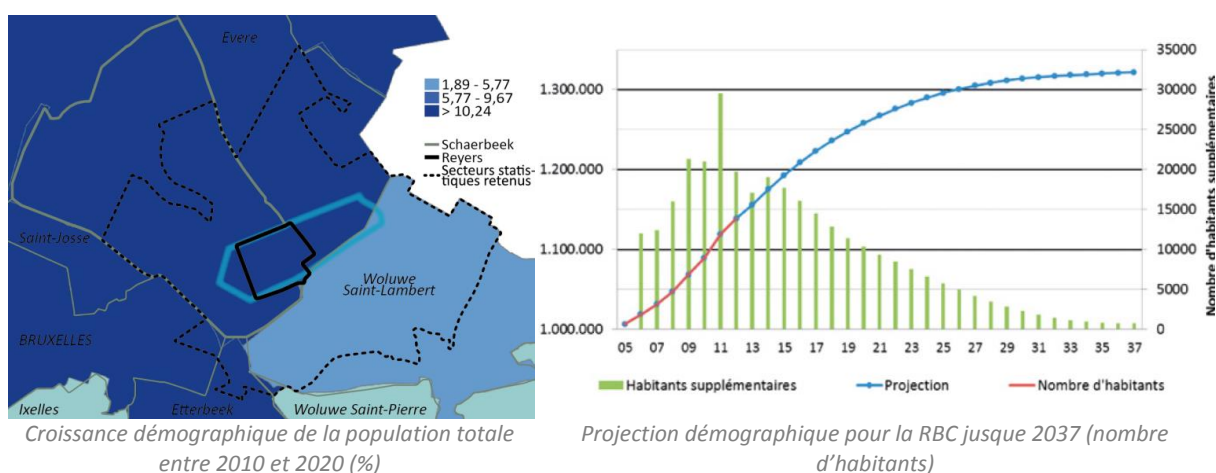 Evere
1,89 - 5,77
5,77 - 9,67
> 10,24
Schaerbeek
Reyers
Secteurs statis-
tiques retenus
Saint-Josse
Woluwe
Saint-Lambert
BRUXELLES
Ixelles
Etterbeek
Woluwe Saint-Pierre
Croissance démographique de la population totale
entre 2010 et 2020 (%)
1.300.000
1.200.000
1.100.000
1.000.000
35000
30000
25000
20000
15000
10000
5000
0
Nombre d'habitants supplémentaires
05 07 09 11 13 15 17 19 21 23 25 27 29 31 33 35 37
Habitants supplémentaires
Projection
Nombre d'habitants
Projection démographique pour la RBC jusque 2037 (nombre
d’habitants)